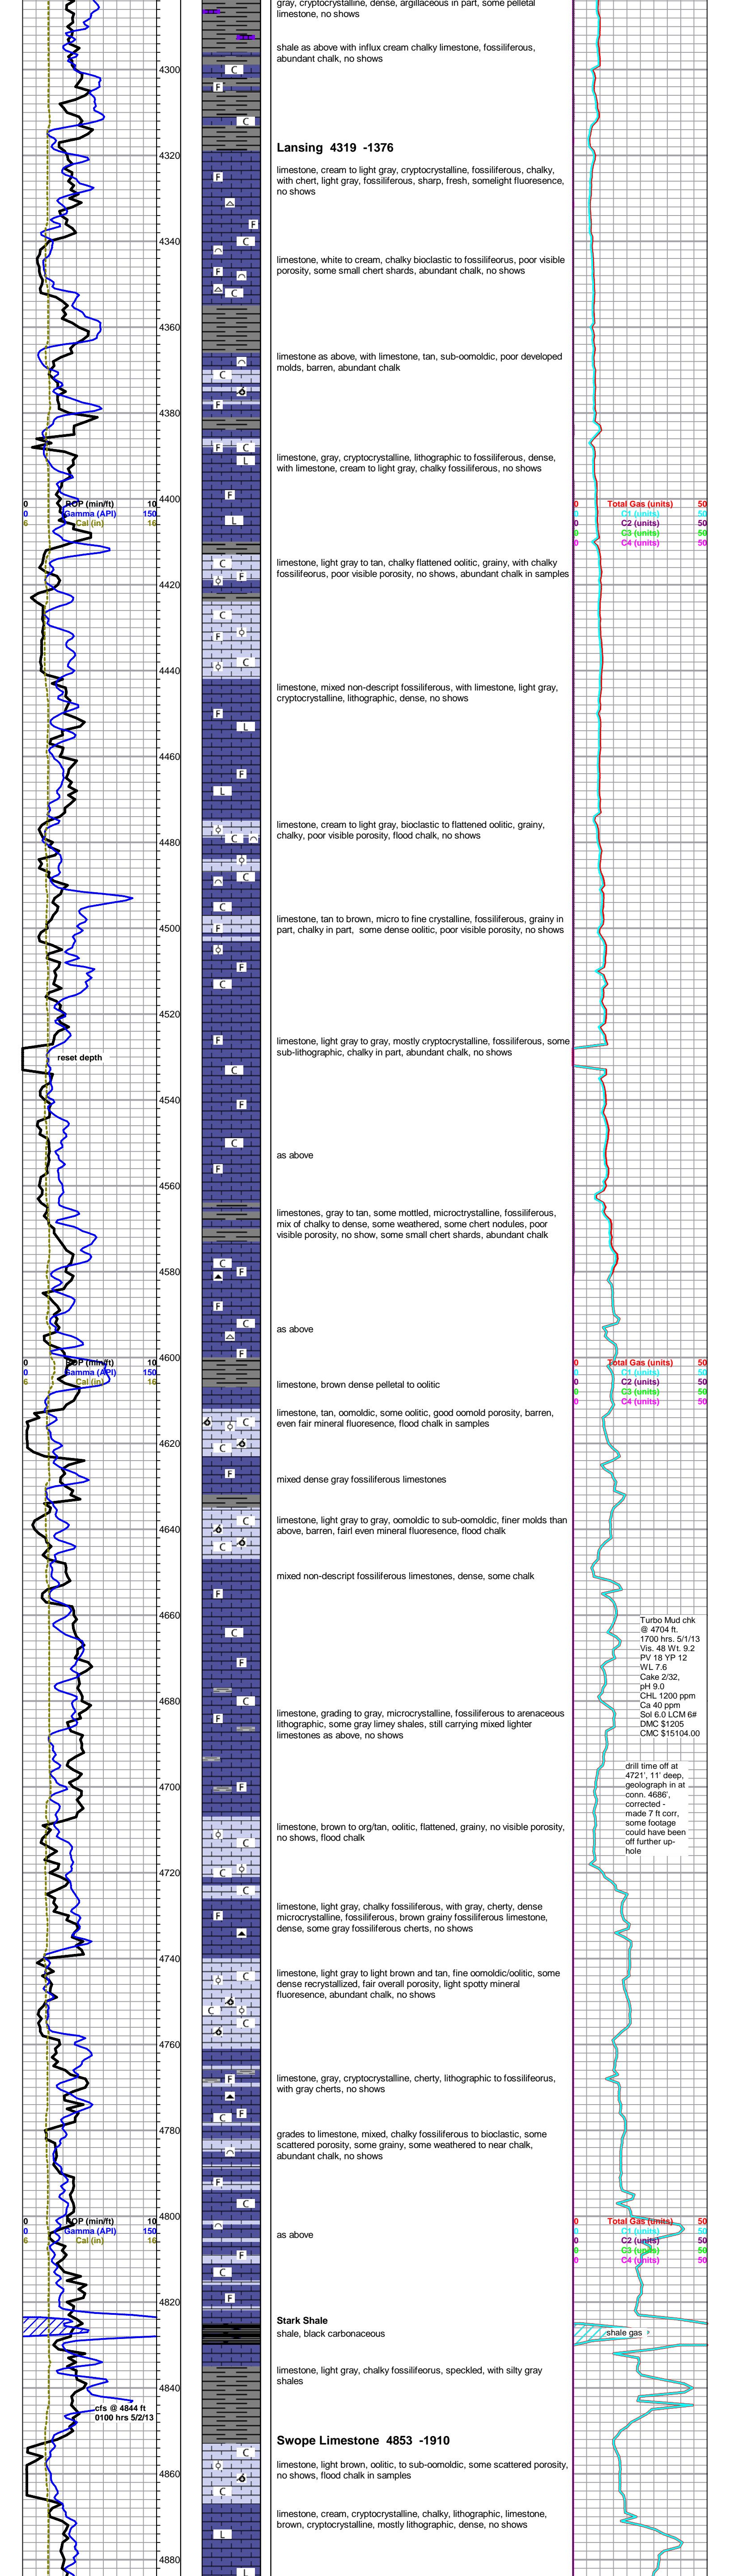 gray, cryptocrystalline, dense, argillaceous in part, some pelletal
limestone, no shows
shale as above with influx cream chalky limestone, fossiliferous,
abundant chalk, no shows
4300
C
F
C
Lansing 4319 -1376
4320
limestone, cream to light gray, cryptocrystalline, fossiliferous, chalky,
with chert, light gray, fossiliferous, sharp, fresh, somelight fluoresence,
no shows
F
F
4340
C
limestone, white to cream, chalky bioclastic to fossilifeorus, poor visible
porosity, some small chert shards, abundant chalk, no shows
F
C
4360
limestone as above, with limestone, tan, sub-oomoldic, poor developed
molds, barren, abundant chalk
C
F
4380
F
C
L
limestone, gray, cryptocrystalline, lithographic to fossiliferous, dense,
with limestone, cream to light gray, chalky fossiliferous, no shows
F
4400
0 ROP (min/ft) 10
0 Gamma (API) 150
6 Cal (in) 16
0 Total Gas (units) 50
0 C1 (units) 50
0 C2 (units) 50
0 C3 (units) 50
0 C4 (units) 50
L
limestone, light gray to tan, chalky flattened oolitic, grainy, with chalky
fossilifeorus, poor visible porosity, no shows, abundant chalk in samples
C
F
4420
C
F
C
4440
limestone, mixed non-descript fossiliferous, with limestone, light gray,
cryptocrystalline, lithographic, dense, no shows
F
L
4460
F
L
limestone, cream to light gray, bioclastic to flattened oolitic, grainy,
chalky, poor visible porosity, flood chalk, no shows
4480
C
C
C
limestone, tan to brown, micro to fine crystalline, fossiliferous, grainy in
part, chalky in part, some dense oolitic, poor visible porosity, no shows
4500
F
F
C
4520
F
limestone, light gray to gray, mostly cryptocrystalline, fossiliferous, some
sub-lithographic, chalky in part, abundant chalk, no shows
reset depth
C
4540
F
C
as above
F
4560
limestones, gray to tan, some mottled, microctrystalline, fossiliferous,
mix of chalky to dense, some weathered, some chert nodules, poor
visible porosity, no show, some small chert shards, abundant chalk
C
F
4580
F
C
as above
F
4600
0 ROP (min/ft) 10
0 Gamma (API) 150
6 Cal (in) 16
0 Total Gas (units) 50
0 C1 (units) 50
0 C2 (units) 50
0 C3 (units) 50
0 C4 (units) 50
limestone, brown dense pelletal to oolitic
limestone, tan, oomoldic, some oolitic, good oomold porosity, barren,
even fair mineral fluoresence, flood chalk in samples
C
4620
C
F
mixed dense gray fossiliferous limestones
limestone, light gray to gray, oomoldic to sub-oomoldic, finer molds than
above, barren, fairl even mineral fluoresence, flood chalk
C
4640
C
mixed non-descript fossiliferous limestones, dense, some chalk
F
4660
C
F
Turbo Mud chk
@ 4704 ft.
1700 hrs. 5/1/13
Vis. 48 Wt. 9.2
PV 18 YP 12
WL 7.6
Cake 2/32,
pH 9.0
CHL 1200 ppm
Ca 40 ppm
Sol 6.0 LCM 6#
DMC $1205
CMC $15104.00
4680
C
F
limestone, grading to gray, microcrystalline, fossiliferous to arenaceous
lithographic, some gray limey shales, still carrying mixed lighter
limestones as above, no shows
4700
F
drill time off at
4721', 11' deep,
geolograph in at
conn. 4686',
corrected -
made 7 ft corr,
some footage
could have been
off further up-
hole
limestone, brown to org/tan, oolitic, flattened, grainy, no visible porosity,
no shows, flood chalk
C
C
4720
C
limestone, light gray, chalky fossiliferous, with gray, cherty, dense
microcrystalline, fossiliferous, brown grainy fossiliferous limestone,
dense, some gray fossiliferous cherts, no shows
F
4740
limestone, light gray to light brown and tan, fine oomoldic/oolitic, some
dense recrystallized, fair overall porosity, light spotty mineral
fluoresence, abundant chalk, no shows
C
C
C
4760
limestone, gray, cryptocrystalline, cherty, lithographic to fossilifeorus,
with gray cherts, no shows
F
F
C
4780
grades to limestone, mixed, chalky fossiliferous to bioclastic, some
scattered porosity, some grainy, some weathered to near chalk,
abundant chalk, no shows
F
C
4800
0 ROP (min/ft) 10
0 Gamma (API) 150
6 Cal (in) 16
0 Total Gas (units) 50
0 C1 (units) 50
0 C2 (units) 50
0 C3 (units) 50
0 C4 (units) 50
as above
F
C
4820
F
Stark Shale
shale, black carbonaceous
shale gas
limestone, light gray, chalky fossilifeorus, speckled, with silty gray
shales
4840
cfs @ 4844 ft
0100 hrs 5/2/13
Swope Limestone 4853 -1910
C
limestone, light brown, oolitic, to sub-oomoldic, some scattered porosity,
no shows, flood chalk in samples
4860
C
limestone, cream, cryptocrystalline, chalky, lithographic, limestone,
brown, cryptocrystalline, mostly lithographic, dense, no shows
L
4880
L